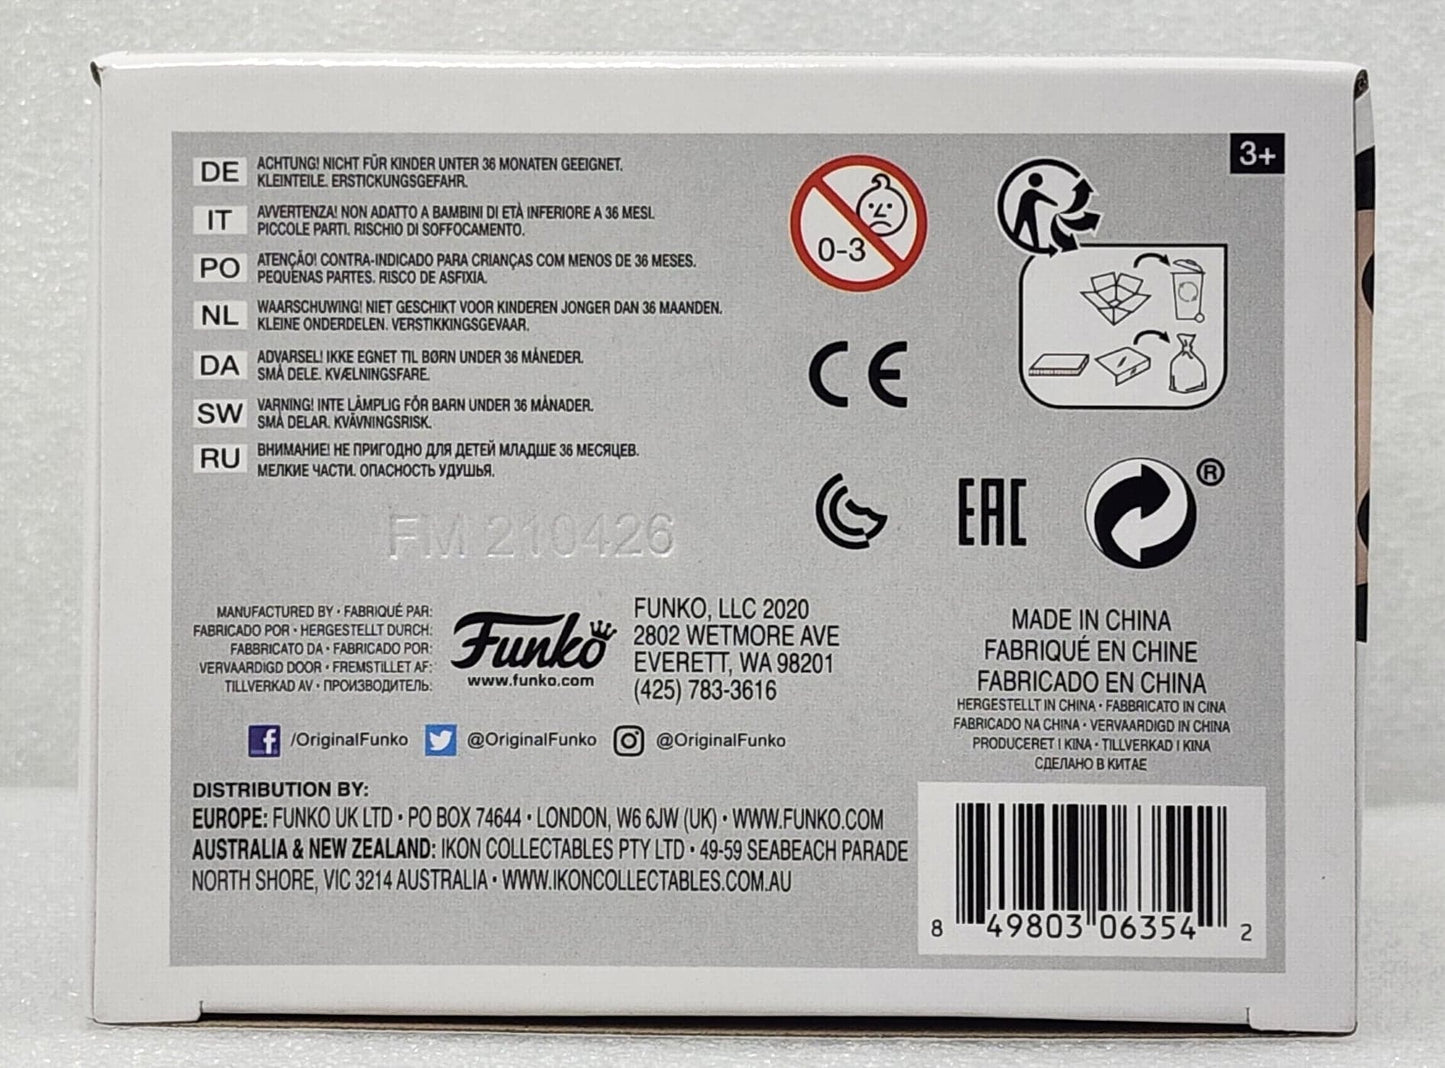 3+
DE
ACHTUNG! NICHT FÜR KINDER UNTER 36 MONATEN GEEIGNET.
KLEINTEILE. ERSTICKUNGSGEFAHR.
IT
AVVERTENZA! NON ADATTO A BAMBINI DI ETÀ INFERIORE A 36 MESI.
PICCOLE PARTI. RISCHIO DI SOFFOCAMENTO.
PO
ATENÇÃO! CONTRA-INDICADO PARA CRIANÇAS COM MENOS DE 36 MESES.
PEQUENAS PARTES. RISCO DE ASFIXIA.
NL
WAARSCHUWING! NIET GESCHIKT VOOR KINDEREN JONGER DAN 36 MAANDEN.
KLEINE ONDERDELEN. VERSTIKKINGSGEVAAR.
DA
ADVARSEL! IKKE EGNET TIL BØRN UNDER 36 MÅNEDER.
SMÅ DELE. KVÆLNINGSFARE.
SW
VARNING! INTE LÄMPLIG FÖR BARN UNDER 36 MÅNADER.
SMÅ DELAR. KVÄVNINGSRISK.
RU
ВНИМАНИЕ! НЕ ПРИГОДНО ДЛЯ ДЕТЕЙ МЛАДШЕ 36 МЕСЯЦЕВ.
МЕЛКИЕ ЧАСТИ. ОПАСНОСТЬ УДУШЬЯ.
0-3
CE
EAC
®
FM 210426
MANUFACTURED BY • FABRIQUÉ PAR:
FABRICADO POR • HERGESTELLT DURCH:
FABBRICATO DA • FABRICADO POR:
VERVAARDIGD DOOR • FREMSTILLET AF:
TILLVERKAD AV • ПРОИЗВОДИТЕЛЬ:
Funko
www.funko.com
FUNKO, LLC 2020
2802 WETMORE AVE
EVERETT, WA 98201
(425) 783-3616
MADE IN CHINA
FABRIQUÉ EN CHINE
FABRICADO EN CHINA
HERGESTELLT IN CHINA • FABBRICATO IN CINA
FABRICADO NA CHINA • VERVAARDIGD IN CHINA
PRODUCERET I KINA • TILLVERKAD I KINA
СДЕЛАНО В КИТАЕ
/OriginalFunko @OriginalFunko @OriginalFunko
DISTRIBUTION BY:
EUROPE: FUNKO UK LTD • PO BOX 74644 • LONDON, W6 6JW (UK) • WWW.FUNKO.COM
AUSTRALIA & NEW ZEALAND: IKON COLLECTABLES PTY LTD • 49-59 SEABEACH PARADE
NORTH SHORE, VIC 3214 AUSTRALIA • WWW.IKONCOLLECTABLES.COM.AU
8 49803 06354 2